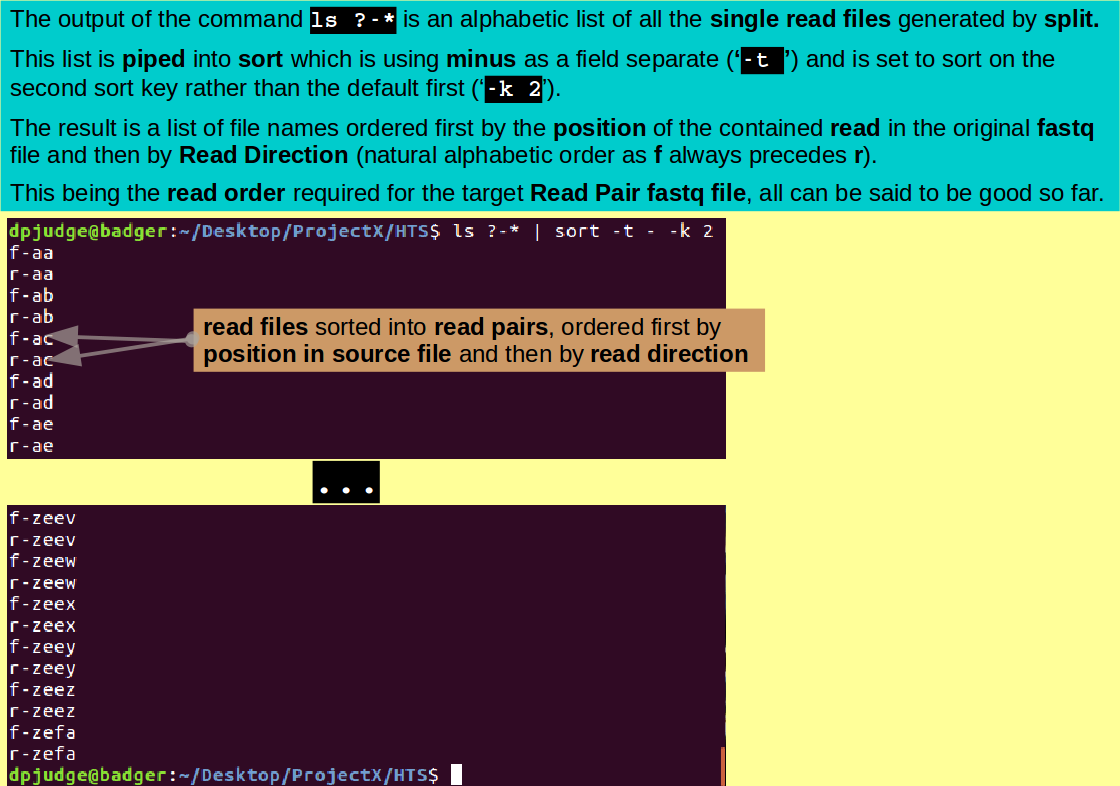 The output of the command ls ?-* is an alphabetic list of all the single read files generated by split.
This list is piped into sort which is using minus as a field separate (‘-t ’) and is set to sort on the
second sort key rather than the default first (‘-k 2’).
The result is a list of file names ordered first by the position of the contained read in the original fastq
file and then by Read Direction (natural alphabetic order as f always precedes r).
This being the read order required for the target Read Pair fastq file, all can be said to be good so far.
dpjudge@badger:~/Desktop/ProjectX/HTS$ ls ?-* | sort -t - -k 2
f-aa
r-aa
f-ab
r-ab
f-ac
r-ac
f-ad
r-ad
f-ae
r-ae
read files sorted into read pairs, ordered first by
position in source file and then by read direction
...
f-zeev
r-zeev
f-zeew
r-zeew
f-zeex
r-zeex
f-zeey
r-zeey
f-zeez
r-zeez
f-zefa
r-zefa
dpjudge@badger:~/Desktop/ProjectX/HTS$